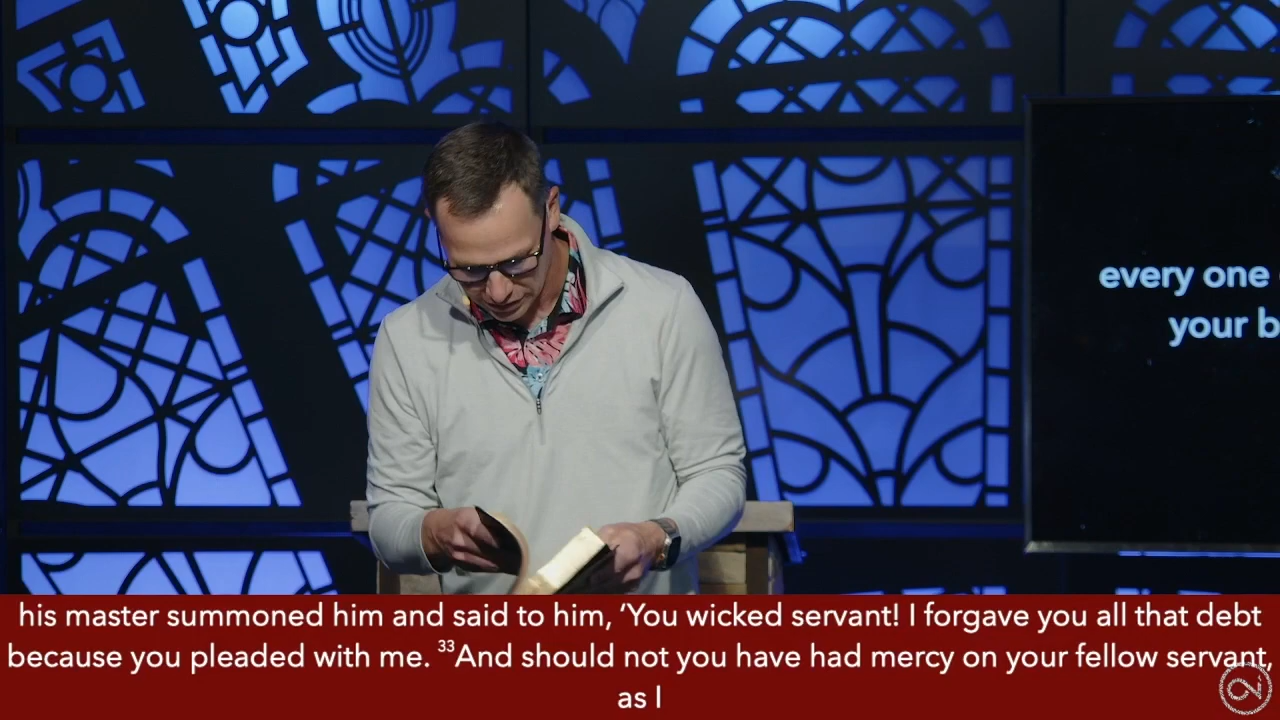 every one
your b
his master summoned him and said to him, ‘You wicked servant! I forgave you all that debt
because you pleaded with me. ³³And should not you have had mercy on your fellow servant,
as I